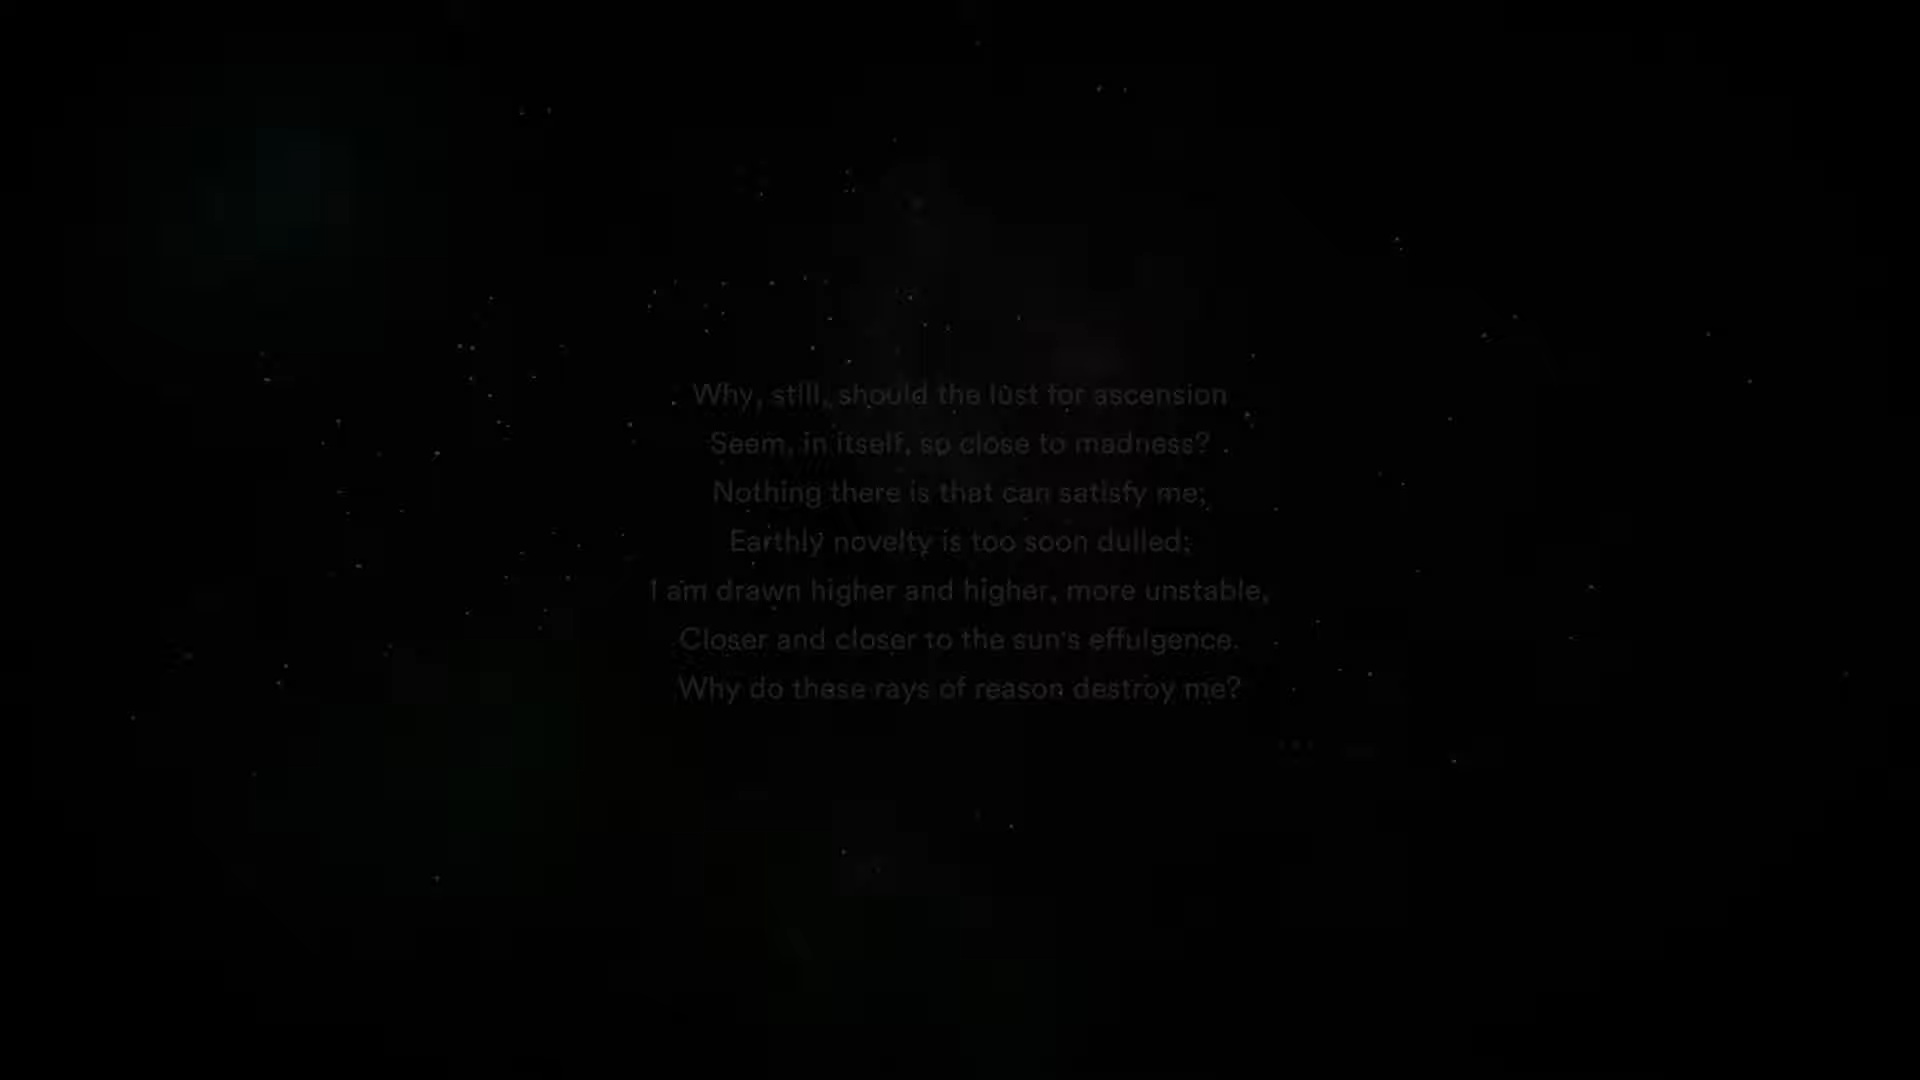 Why, still, should the lust for ascension
Seem, in itself, so close to madness?
Nothing there is that can satisfy me;
Earthly novelty is too soon dulled;
I am drawn higher and higher, more unstable,
Closer and closer to the sun's effulgence.
Why do these rays of reason destroy me?